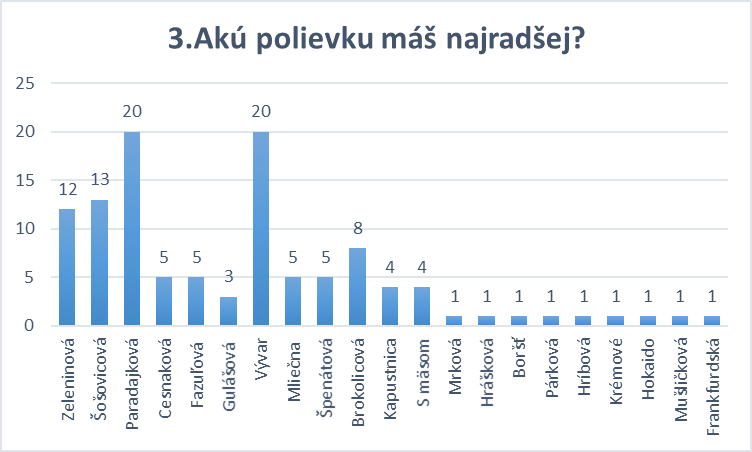 3.Akú polievku máš najradšej?
25
20
15
10
5
0
12
13
20
5
5
3
20
5
5
8
4
4
1
1
1
1
1
1
1
1
1
Zeleninová
Šošovicová
Paradajková
Cesnaková
Fazuľová
Gulášová
Vývar
Mliečna
Špenátová
Brokolicová
Kapustnica
S mäsom
Mrková
Hrášková
Boršť
Párková
Hríbová
Krémové
Hokaido
Mušličková
Frankfurdská